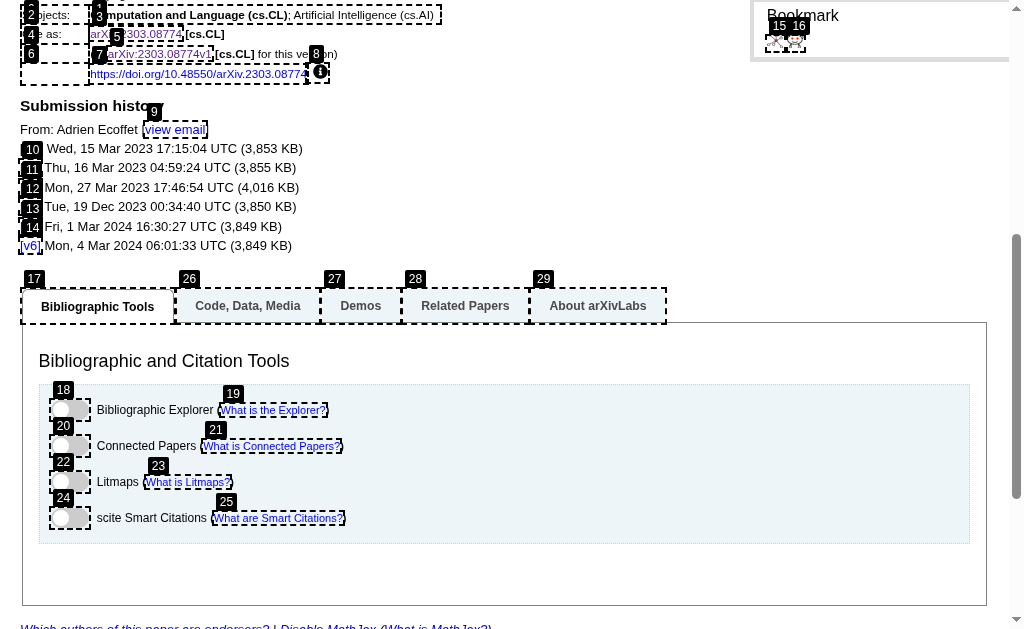 2 3
mputation and Language (cs.CL); Artificial Intelligence (cs.AI)
Bookmark
4 as: 5 2303.08774 [cs.CL]
15 16
6 7 arXiv:2303.08774v1 [cs.CL] for this 8
https://doi.org/10.48550/arXiv.2303.08774
Submission history
9
From: Adrien Ecoffet [view email]
10 Wed, 15 Mar 2023 17:15:04 UTC (3,853 KB)
11 Thu, 16 Mar 2023 04:59:24 UTC (3,855 KB)
12 Mon, 27 Mar 2023 17:46:54 UTC (4,016 KB)
13 Tue, 19 Dec 2023 00:34:40 UTC (3,850 KB)
14 Fri, 1 Mar 2024 16:30:27 UTC (3,849 KB)
[v6] Mon, 4 Mar 2024 06:01:33 UTC (3,849 KB)
17 26 27 28 29
Bibliographic Tools Code, Data, Media Demos Related Papers About arXivLabs
Bibliographic and Citation Tools
18 19
Bibliographic Explorer (What is the Explorer?)
20 21
Connected Papers (What is Connected Papers?)
22 23
Litmaps (What is Litmaps?)
24 25
scite Smart Citations (What are Smart Citations?)
Which authors of this paper are endorsers? | Disable MathJax (What is MathJax?)